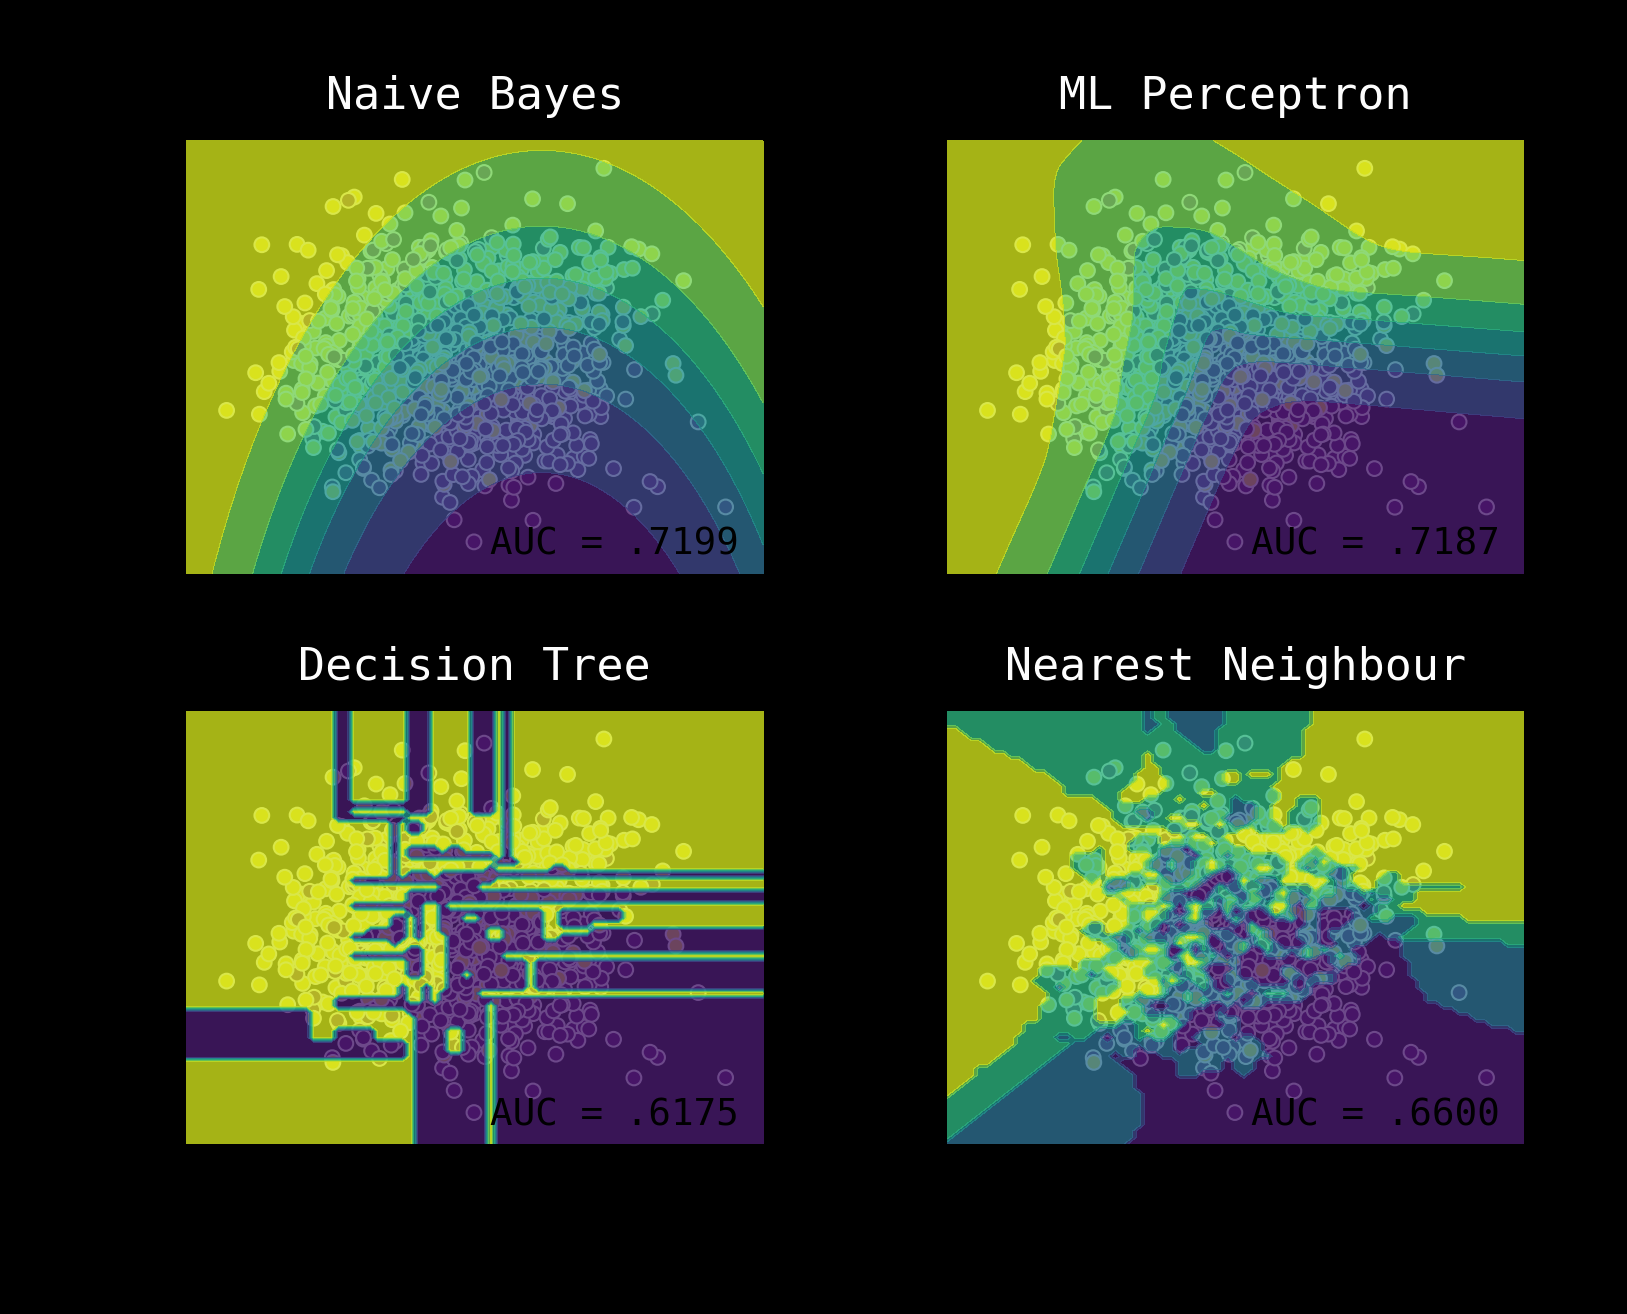 Naive Bayes
ML Perceptron
AUC = .7199
AUC = .7187
Decision Tree
Nearest Neighbour
AUC = .6175
AUC = .6600